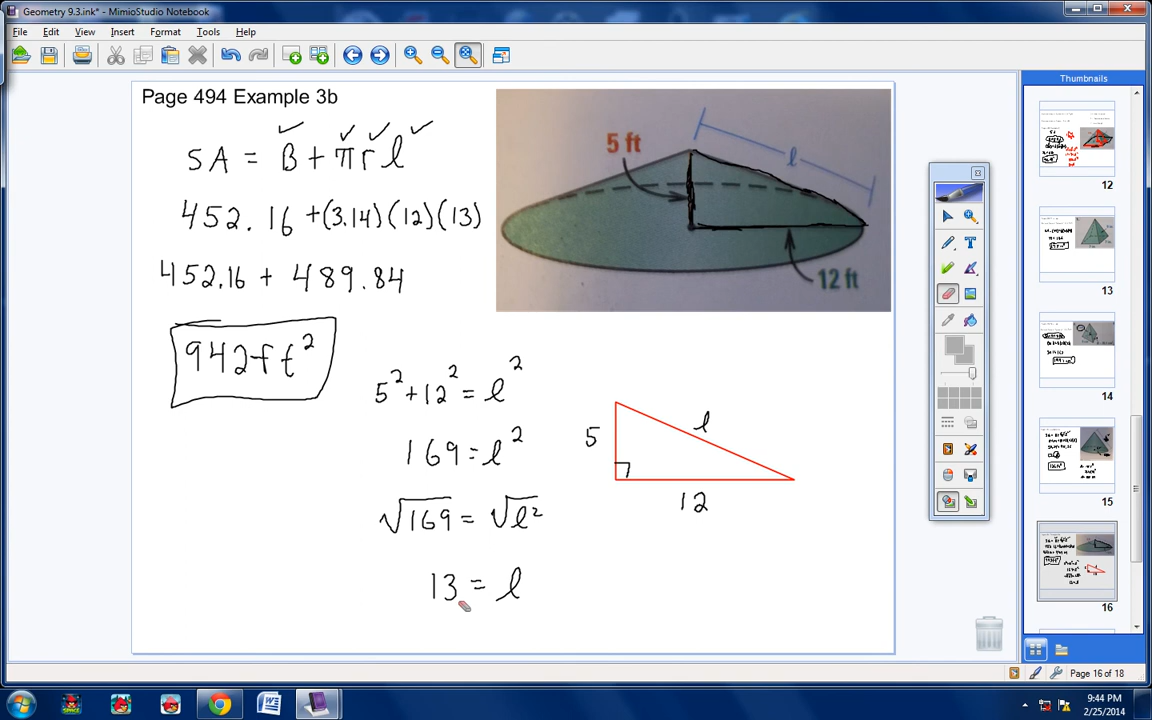 Geometry 9.3.ink* - MimioStudio Notebook
File Edit View Insert Format Tools Help
Page 494 Example 3b
SA = B + πrl
452.16 +(3.14)(12)(13)
452.16 + 489.84
942 ft²
5 ft
l
12 ft
5² + 12² = l²
169 = l²
√169 = √l²
13 = l
5
l
12
Thumbnails
12
13
14
15
16
Page 16 of 18
9:44 PM
2/25/2014